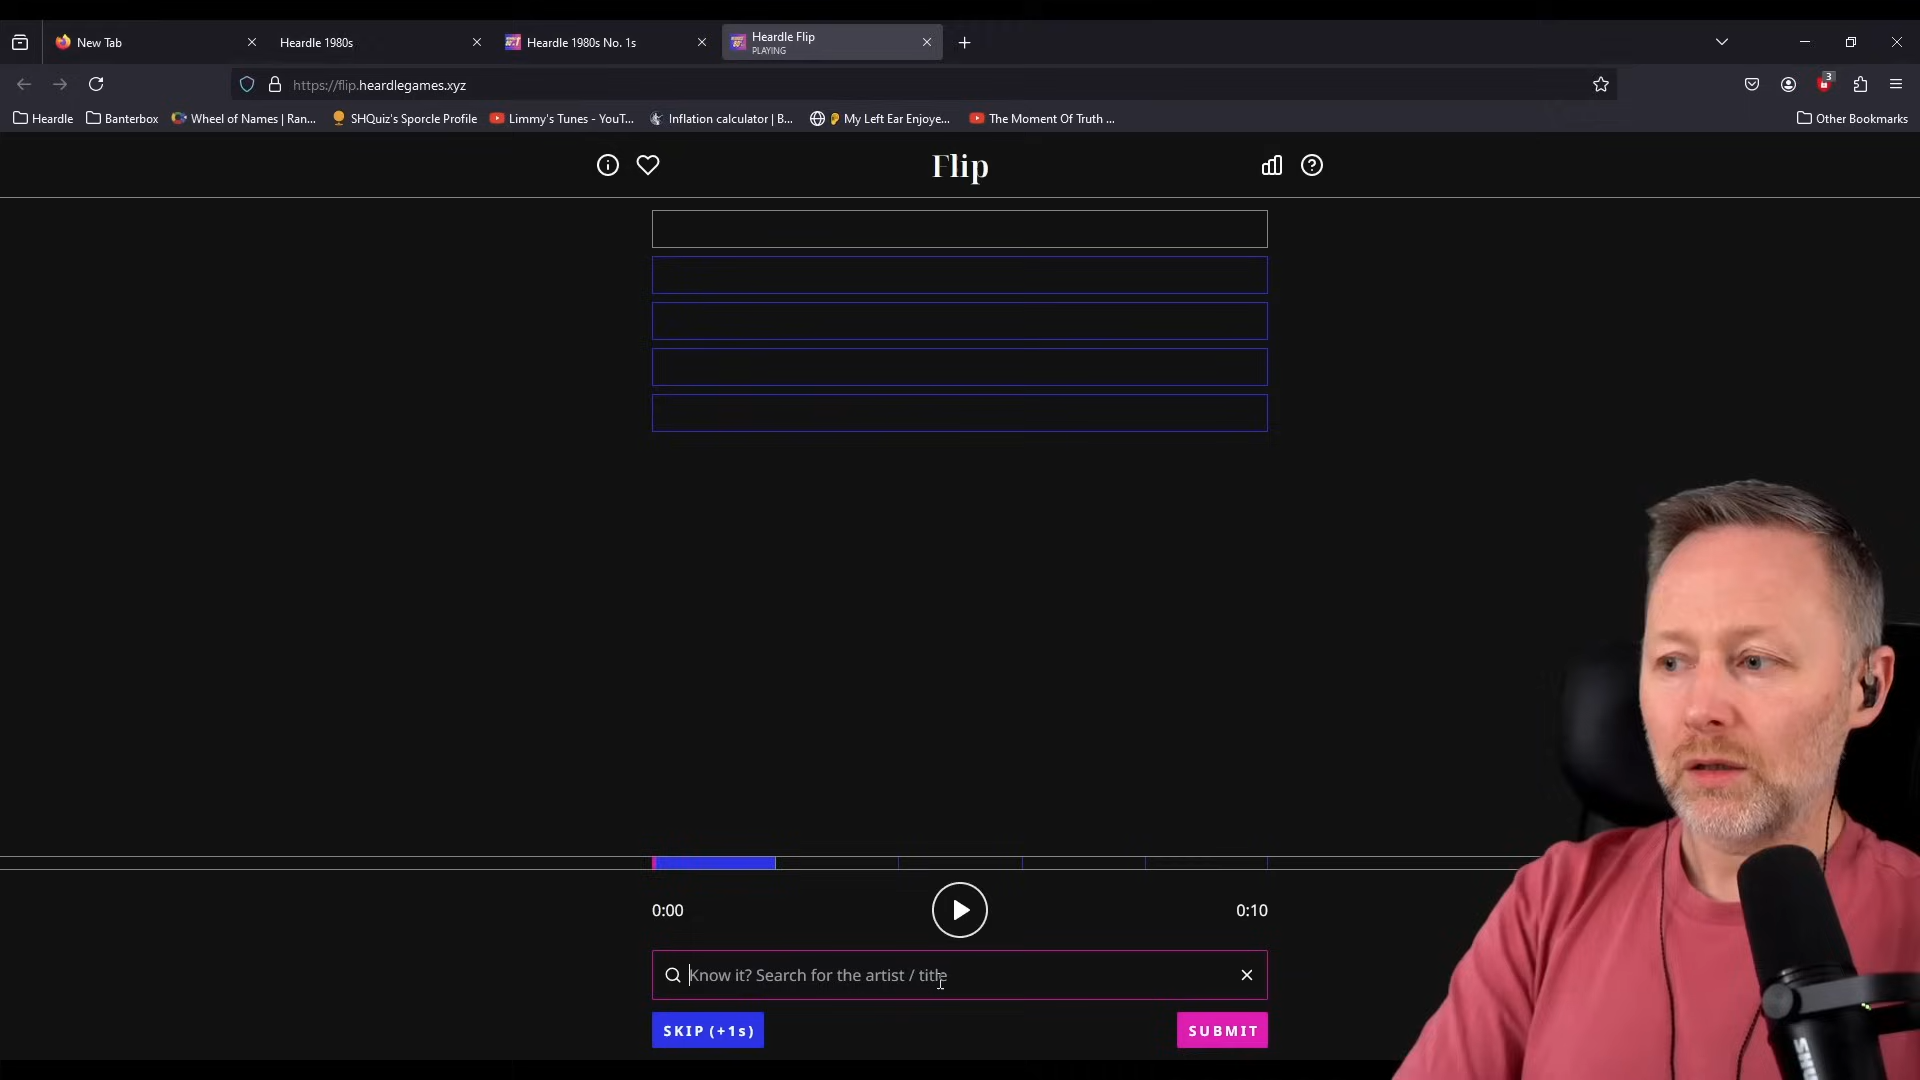 New Tab
Heardle 1980s
Heardle 1980s No. 1s
Heardle Flip
PLAYING
https://flip.heardlegames.xyz
3
Heardle
Banterbox
Wheel of Names | Ran...
SHQuiz's Sporcle Profile
Limmy's Tunes - YouT...
Inflation calculator | B...
My Left Ear Enjoye...
The Moment Of Truth ...
Other Bookmarks
Flip
0:00
0:10
Know it? Search for the artist / title
SKIP (+1s)
SUBMIT